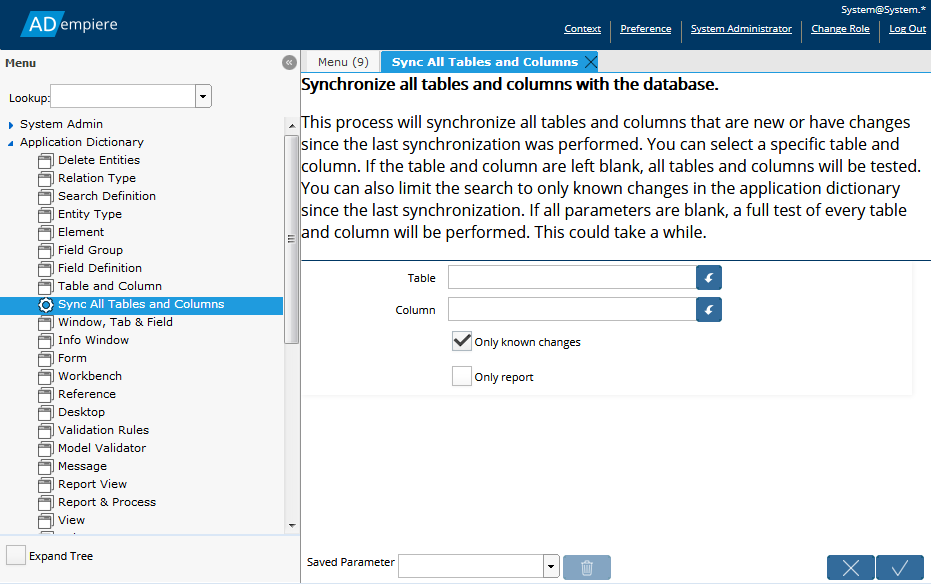 System@System.*
ADempiere
Context
Preference
System Administrator
Change Role
Log Out
Menu
Menu (9)
Sync All Tables and Columns
Lookup:
System Admin
Application Dictionary
Delete Entities
Relation Type
Search Definition
Entity Type
Element
Field Group
Field Definition
Table and Column
Sync All Tables and Columns
Window, Tab & Field
Info Window
Form
Workbench
Reference
Desktop
Validation Rules
Model Validator
Message
Report View
Report & Process
View
Expand Tree
Synchronize all tables and columns with the database.
This process will synchronize all tables and columns that are new or have changes
since the last synchronization was performed. You can select a specific table and
column. If the table and column are left blank, all tables and columns will be tested.
You can also limit the search to only known changes in the application dictionary
since the last synchronization. If all parameters are blank, a full test of every table
and column will be performed. This could take a while.
Table
Column
Only known changes
Only report
Saved Parameter